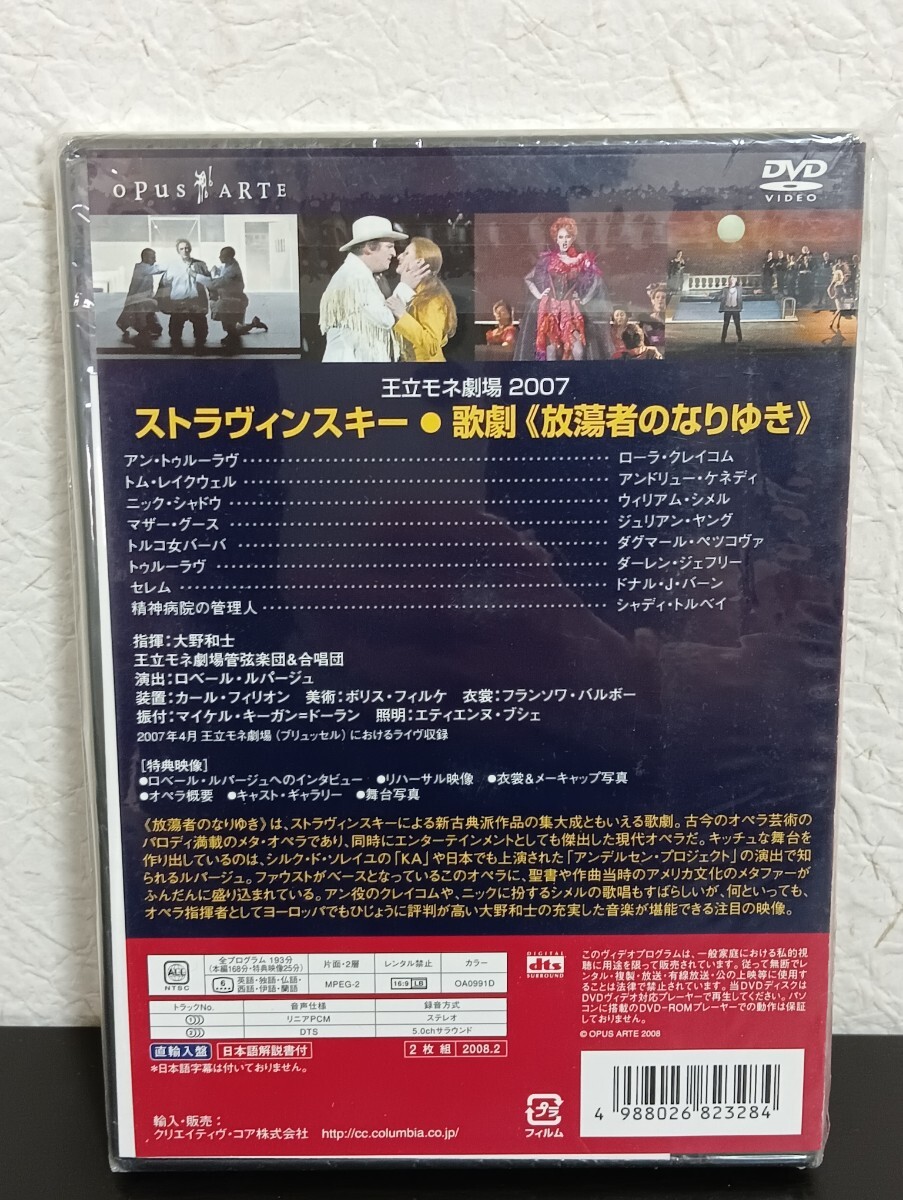 OPUS ARTE
DVD
VIDEO
王立モネ劇場 2007
ストラヴィンスキー ● 歌劇《放蕩者のなりゆき》
アン・トゥルーラヴ ローラ・クレイコム
トム・レイクウェル アンドリュー・ケネディ
ニック・シャドウ ウィリアム・シメル
マザー・グース ジュリアン・ヤング
トルコ女バーバ ダグマール・ペツコヴァ
トゥルーラヴ ダーレン・ジェフリー
セレム ドナル・J・バーン
精神病院の管理人 シャディ・トルベイ
指揮：大野和士
王立モネ劇場管弦楽団&合唱団
演出：ロベール・ルパージュ
装置：カール・フィリオン 美術：ボリス・フィルケ 衣裳：フランソワ・バルボー
振付：マイケル・キーガン=ドーラン 照明：エティエンヌ・ブシェ
2007年4月 王立モネ劇場（ブリュッセル）におけるライヴ収録
[特典映像]
●ロベール・ルパージュへのインタビュー ●リハーサル映像 ●衣裳&メーキャップ写真
●オペラ概要 ●キャスト・ギャラリー ●舞台写真
《放蕩者のなりゆき》は、ストラヴィンスキーによる新古典派作品の集大成ともいえる歌劇。古今のオペラ芸術の
パロディ満載のメタ・オペラであり、同時にエンターテインメントとしても傑出した現代オペラだ。キッチュな舞台を
作り出しているのは、シルク・ド・ソレイユの「KA」や日本でも上演された「アンデルセン・プロジェクト」の演出で知
られるルパージュ。ファウストがベースとなっているこのオペラに、聖書や作曲当時のアメリカ文化のメタファーが
ふんだんに盛り込まれている。アン役のクレイコムや、ニックに扮するシメルの歌唱もすばらしいが、何といっても、
オペラ指揮者としてヨーロッパでもひじょうに評判が高い大野和士の充実した音楽が堪能できる注目の映像。
ALL
NTSC
全プログラム 193分
（本編168分・特典映像25分）
片面・2層
レンタル禁止
カラー
6 英語・独語・仏語・
西語・伊語・蘭語
MPEG-2
16:9 LB
OA0991D
トラックNo. 音声仕様 録音方式
リニアPCM ステレオ
DTS 5.0chサラウンド
直輸入盤 日本語解説書付 2枚組 2008.2
*日本語字幕は付いておりません。
DIGITAL
dts
SURROUND
このヴィデオプログラムは、一般家庭における私的視
聴に用途を限って販売されています。従って無断でレ
ンタル・複製・放送・有線放送・公の上映等に使用す
ることは法律で禁止されています。当DVDディスクは
DVDヴィデオ対応プレーヤーで再生してください。パソ
コンに搭載のDVD-ROMプレーヤーでの動作は保証
しておりません。
© OPUS ARTE 2008
輸入・販売：
クリエイティヴ・コア株式会社 http://cc.columbia.co.jp/
プラ
フィルム
4 988026 823284